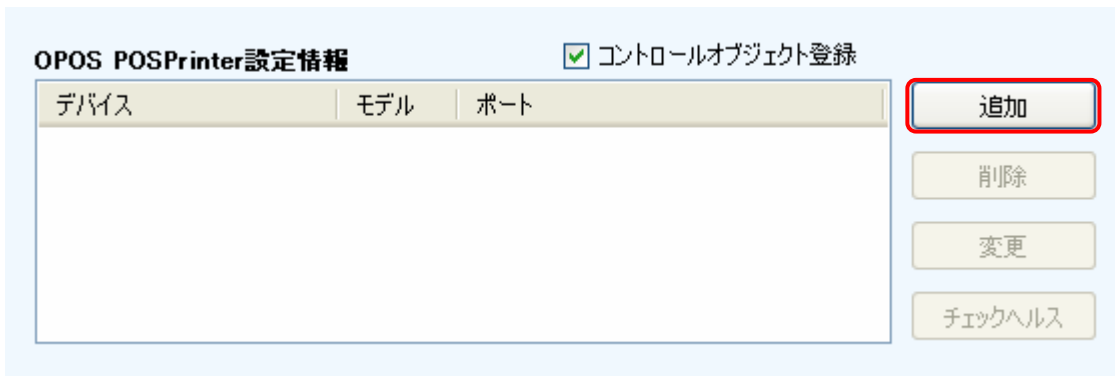 OPOS POSPrinter設定情報
コントロールオブジェクト登録
デバイス モデル ポート
追加
削除
変更
チェックヘルス